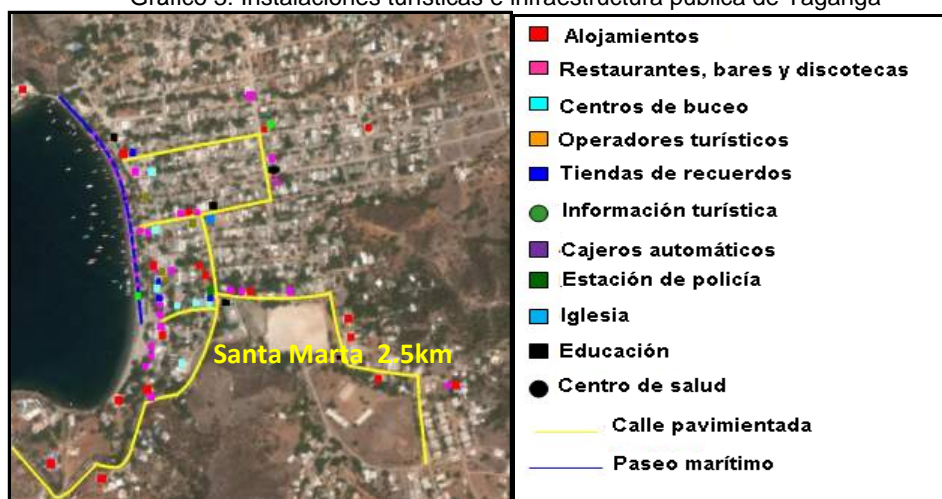 Gráfico 3. Instalaciones turísticas e infraestructura pública de Taganga
Santa Marta 2.5km
Alojamientos
Restaurantes, bares y discotecas
Centros de buceo
Operadores turísticos
Tiendas de recuerdos
Información turística
Cajeros automáticos
Estación de policía
Iglesia
Educación
Centro de salud
Calle pavimientada
Paseo marítimo